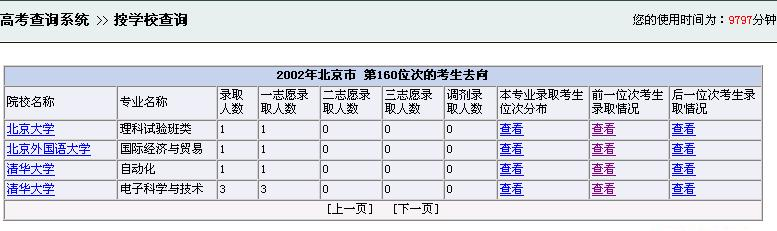 高考查询系统 >> 按学校查询 您的使用时间为：9797分钟
2002年北京市 第160位次的考生去向
院校名称 专业名称 录取人数 一志愿录取人数 二志愿录取人数 三志愿录取人数 调剂录取人数 本专业录取考生位次分布 前一位次考生录取情况 后一位次考生录取情况
北京大学 理科试验班类 1 1 0 0 0 查看 查看 查看
北京外国语大学 国际经济与贸易 1 1 0 0 0 查看 查看 查看
清华大学 自动化 1 1 0 0 0 查看 查看 查看
清华大学 电子科学与技术 3 3 0 0 0 查看 查看 查看
[上一页] [下一页]